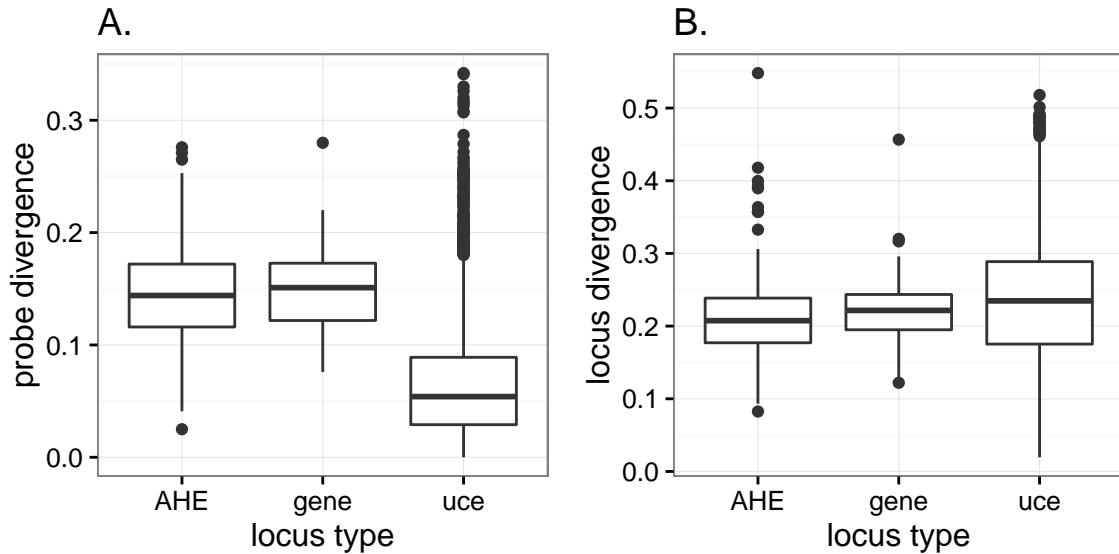 A.
probe divergence
0.3
0.2
0.1
0.0
AHE gene uce
locus type
B.
locus divergence
0.5
0.4
0.3
0.2
0.1
0.0
AHE gene uce
locus type